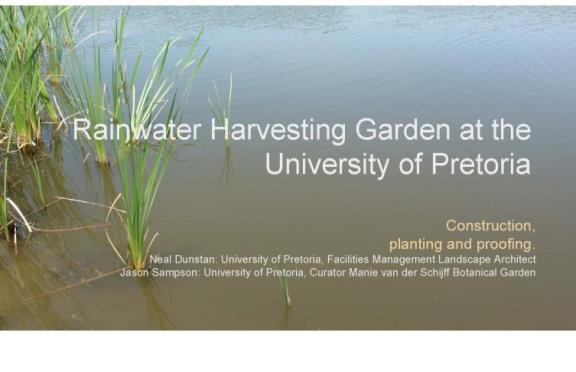 Rainwater Harvesting Garden at the
University of Pretoria
Construction,
planting and proofing.
Neal Dunstan: University of Pretoria, Facilities Management Landscape Architect
Jason Sampson: University of Pretoria, Curator Manie van der Schijff Botanical Garden